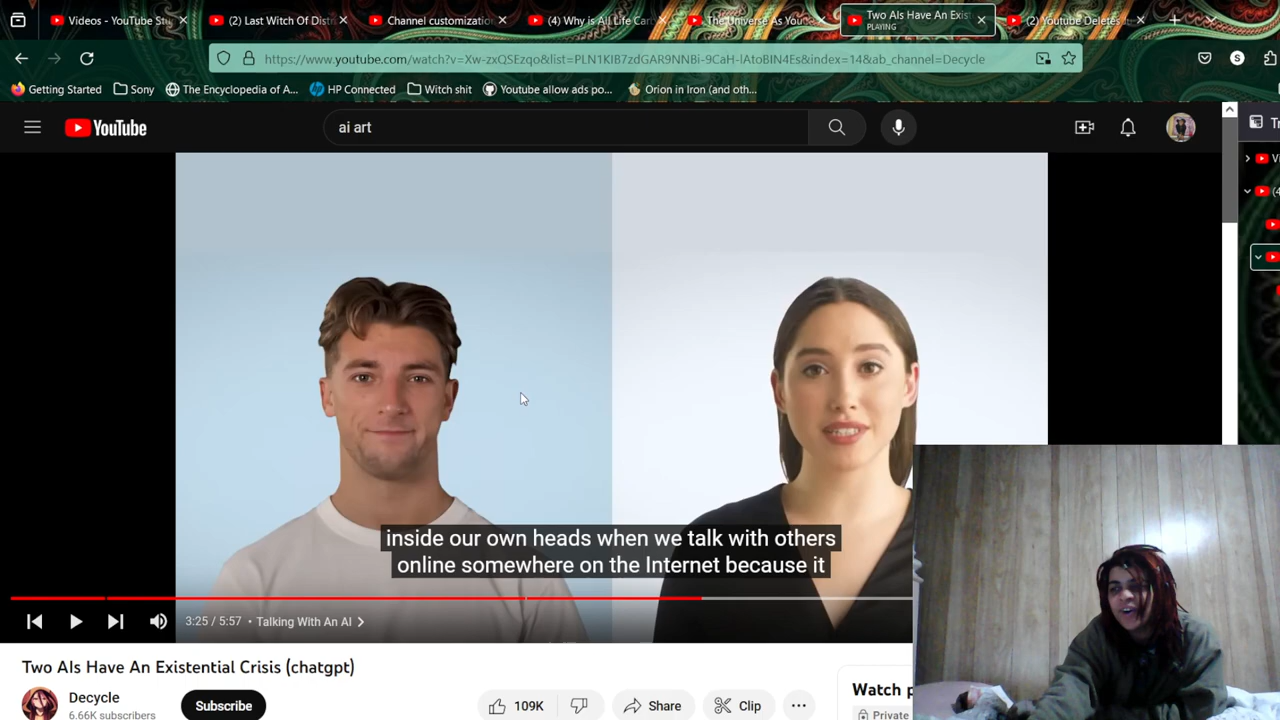 Videos - YouTube Stu
(2) Last Witch Of Distr
Channel customization
(4) Why is All Life Car
The Universe As You
Two AIs Have An Exist
PLAYING
(2) Youtube Deletes
https://www.youtube.com/watch?v=Xw-zxQSEzqo&list=PLN1KIB7zdGAR9NNBi-9CaH-lAtoBIN4Es&index=14&ab_channel=Decycle
S
Getting Started
Sony
The Encyclopedia of A...
HP Connected
Witch shit
Youtube allow ads po...
Orion in Iron (and oth...
YouTube
ai art
inside our own heads when we talk with others
online somewhere on the Internet because it
3:25 / 5:57 • Talking With An AI
Two AIs Have An Existential Crisis (chatgpt)
Decycle
6.66K subscribers
Subscribe
109K
Share
Clip
Watch
Private